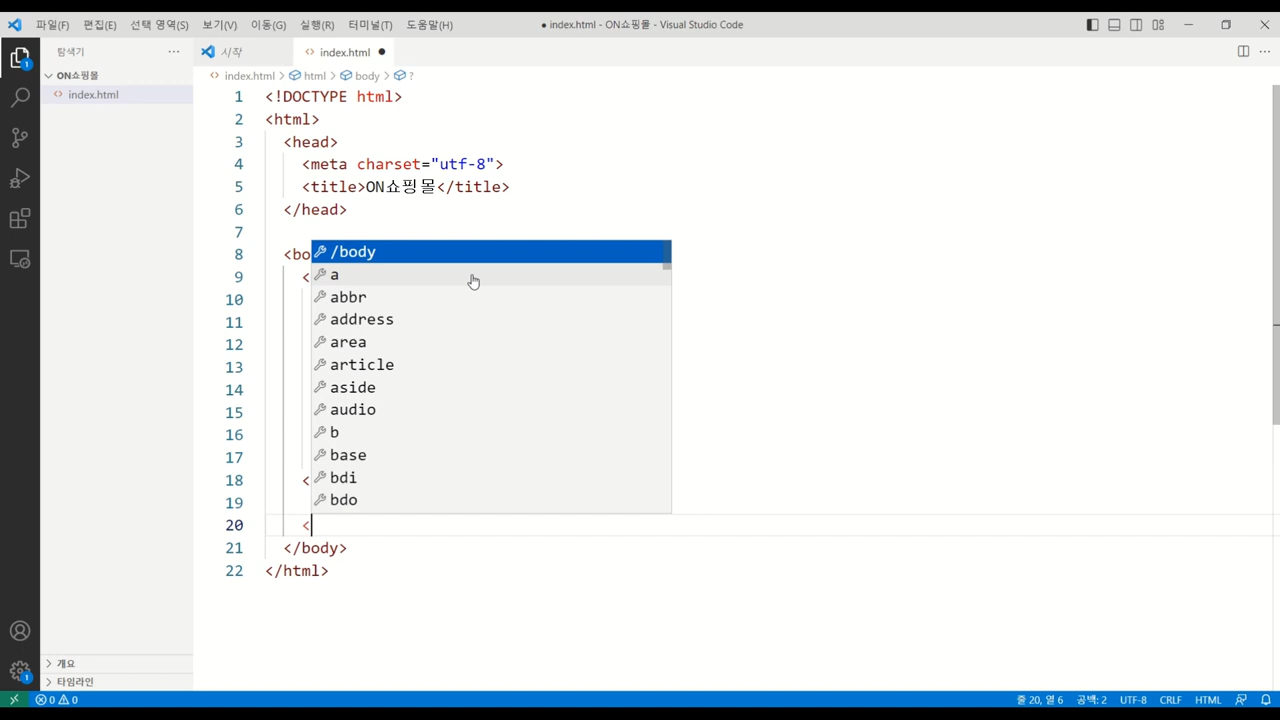 파일(F) 편집(E) 선택 영역(S) 보기(V) 이동(G) 실행(R) 터미널(T) 도움말(H) ● index.html - ON쇼핑몰 - Visual Studio Code
탐색기 ··· 시작 <> index.html ●
<> index.html > html > body > ?
ON쇼핑몰
<> index.html
1 <!DOCTYPE html>
2 <html>
3 <head>
4 <meta charset="utf-8">
5 <title>ON쇼핑몰</title>
6 </head>
7
8 <bo
/body
9 <
a
10
abbr
11
address
12
area
13
article
14
aside
15
audio
16
b
17
base
18 <
bdi
19
bdo
20 <
21 </body>
22 </html>
개요
타임라인
1
1
0 0 줄 20, 열 6 공백: 2 UTF-8 CRLF HTML